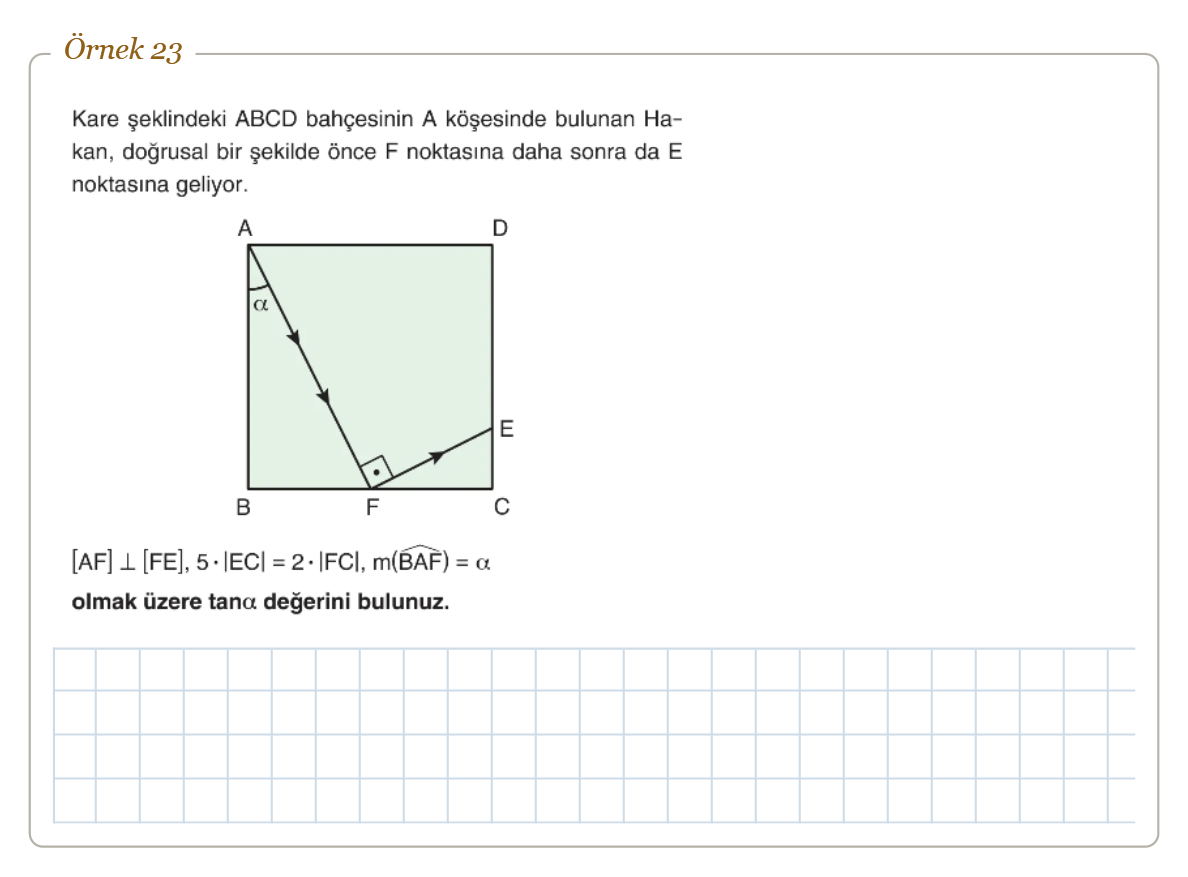 Örnek 23
Kare şeklindeki ABCD bahçesinin A köşesinde bulunan Ha-
kan, doğrusal bir şekilde önce F noktasına daha sonra da E
noktasına geliyor.
A
D
α
E
B
F
C
[AF] ⊥ [FE], 5 · |EC| = 2 · |FC|, m(BAF) = α
olmak üzere tanα değerini bulunuz.